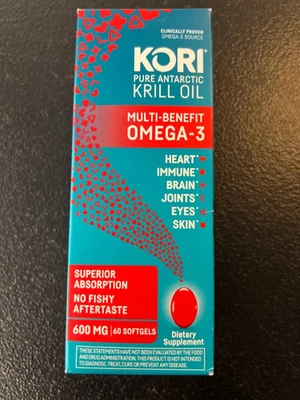 CLINICALLY PROVEN
OMEGA-3 SOURCE
KORI®
PURE ANTARCTIC
KRILL OIL
MULTI-BENEFIT
OMEGA-3
HEART
IMMUNE
BRAIN
JOINTS
EYES
SKIN
SUPERIOR
ABSORPTION
NO FISHY
AFTERTASTE
600 MG | 60 SOFTGELS
Dietary
Supplement
THESE STATEMENTS HAVE NOT BEEN EVALUATED BY THE FOOD
AND DRUG ADMINISTRATION. THIS PRODUCT IS NOT INTENDED
TO DIAGNOSE, TREAT, CURE OR PREVENT ANY DISEASE.